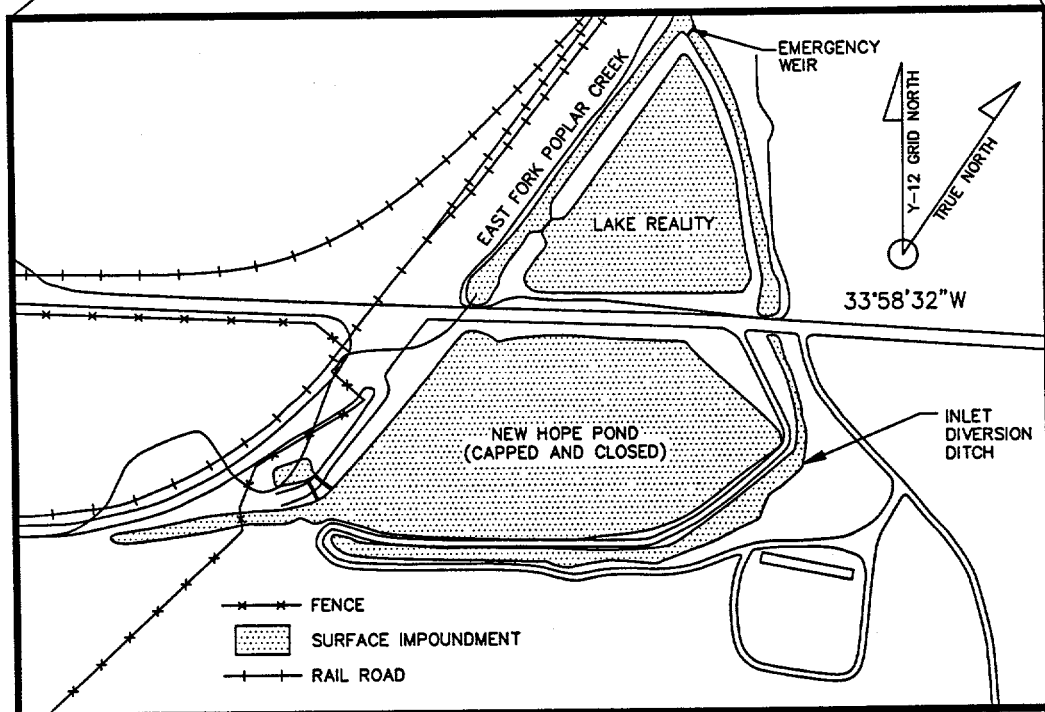 EMERGENCY
WEIR
EAST FORK POPLAR CREEK
Y-12 GRID NORTH
TRUE NORTH
LAKE REALITY
33°58'32"W
NEW HOPE POND
(CAPPED AND CLOSED)
INLET
DIVERSION
DITCH
FENCE
SURFACE IMPOUNDMENT
RAIL ROAD